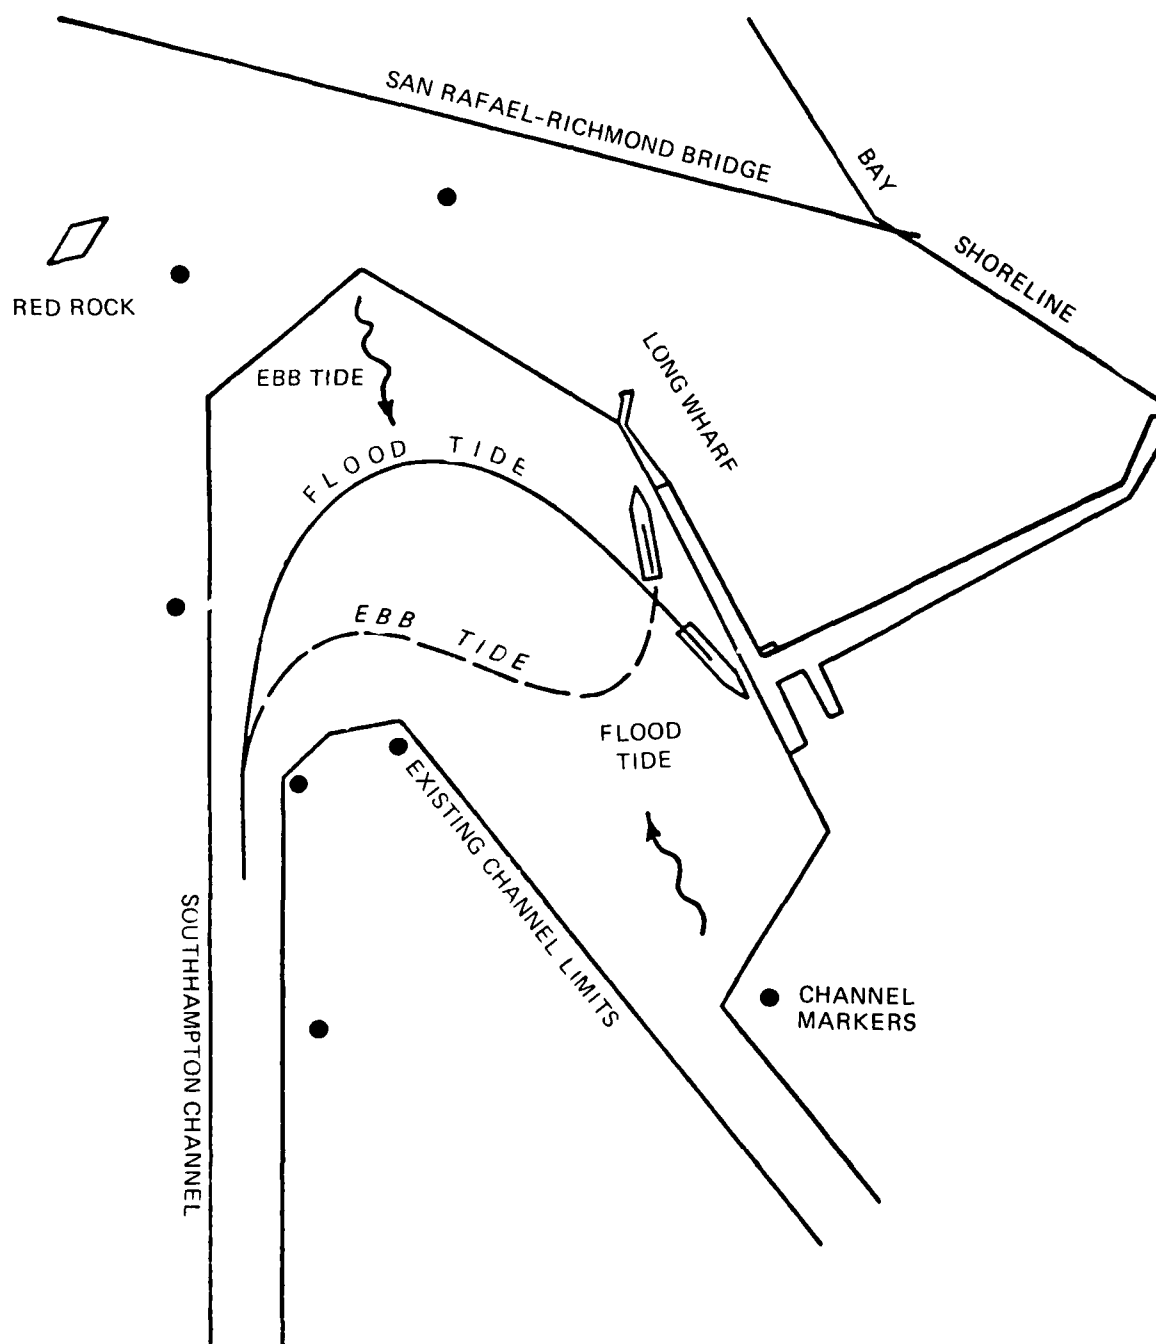 SAN RAFAEL-RICHMOND BRIDGE
BAY
SHORELINE
RED ROCK
LONG WHARF
EBB TIDE
FLOOD TIDE
EBB TIDE
FLOOD
TIDE
EXISTING CHANNEL LIMITS
SOUTHHAMPTON CHANNEL
CHANNEL
MARKERS